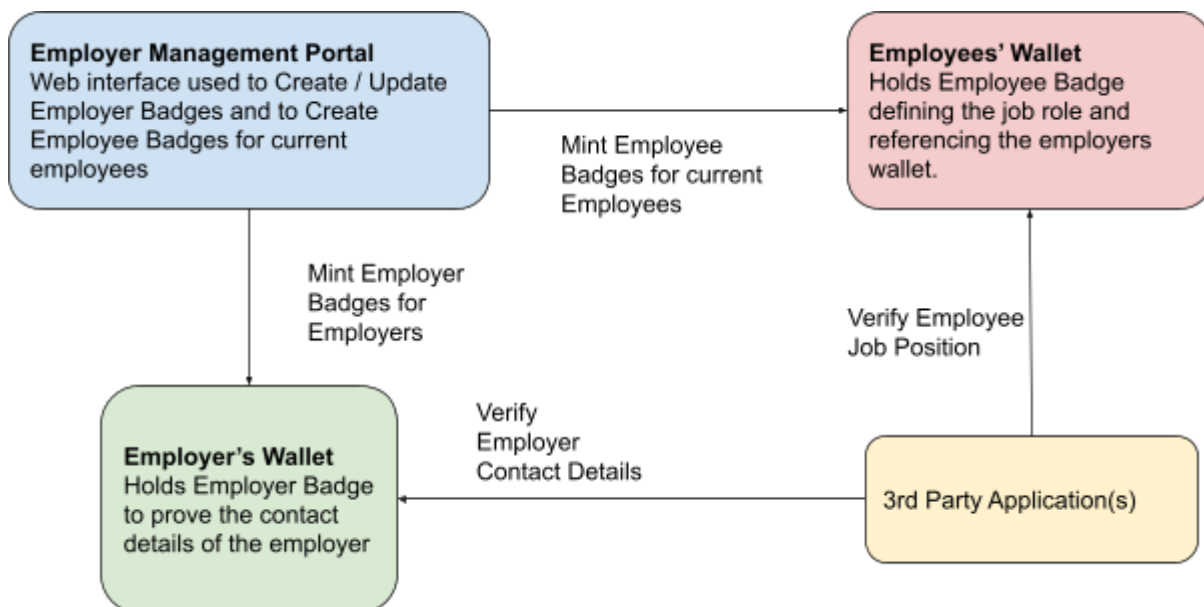 Employer Management Portal
Web interface used to Create / Update
Employer Badges and to Create
Employee Badges for current
employees
Employees’ Wallet
Holds Employee Badge
defining the job role and
referencing the employers
wallet.
Mint Employee
Badges for current
Employees
Mint Employer
Badges for
Employers
Verify Employee
Job Position
Verify
Employer
Contact Details
Employer’s Wallet
Holds Employer Badge
to prove the contact
details of the employer
3rd Party Application(s)